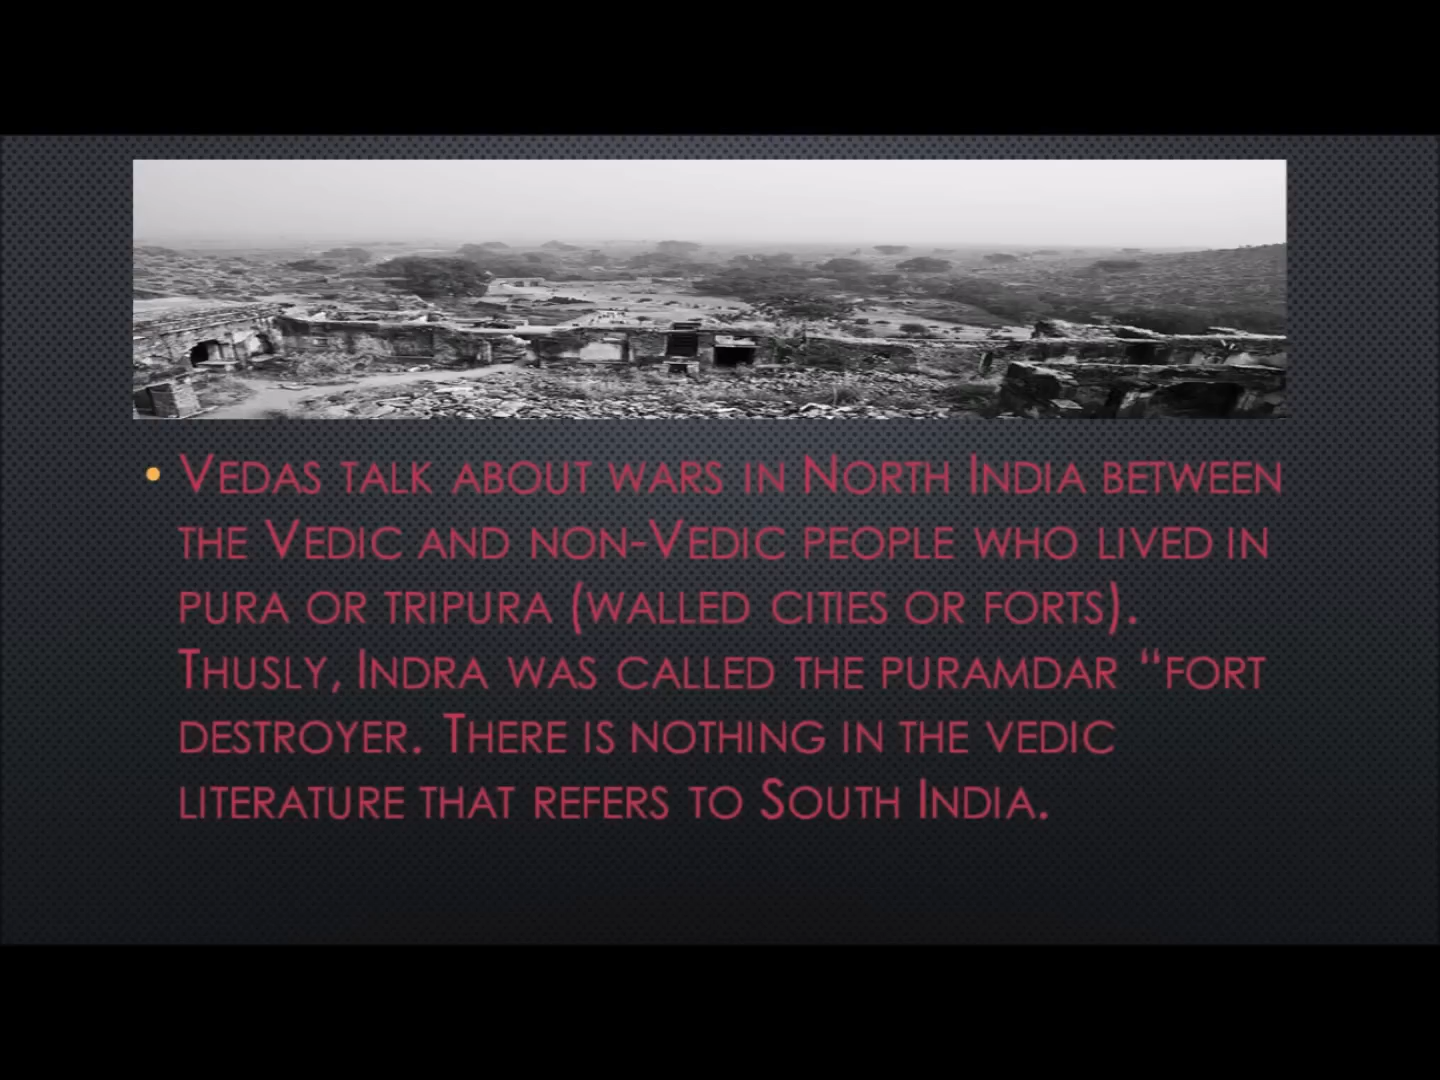 • Vedas talk about wars in North India between
the Vedic and non-Vedic people who lived in
pura or tripura (walled cities or forts).
Thusly, Indra was called the puramdar “fort
destroyer. There is nothing in the vedic
literature that refers to South India.